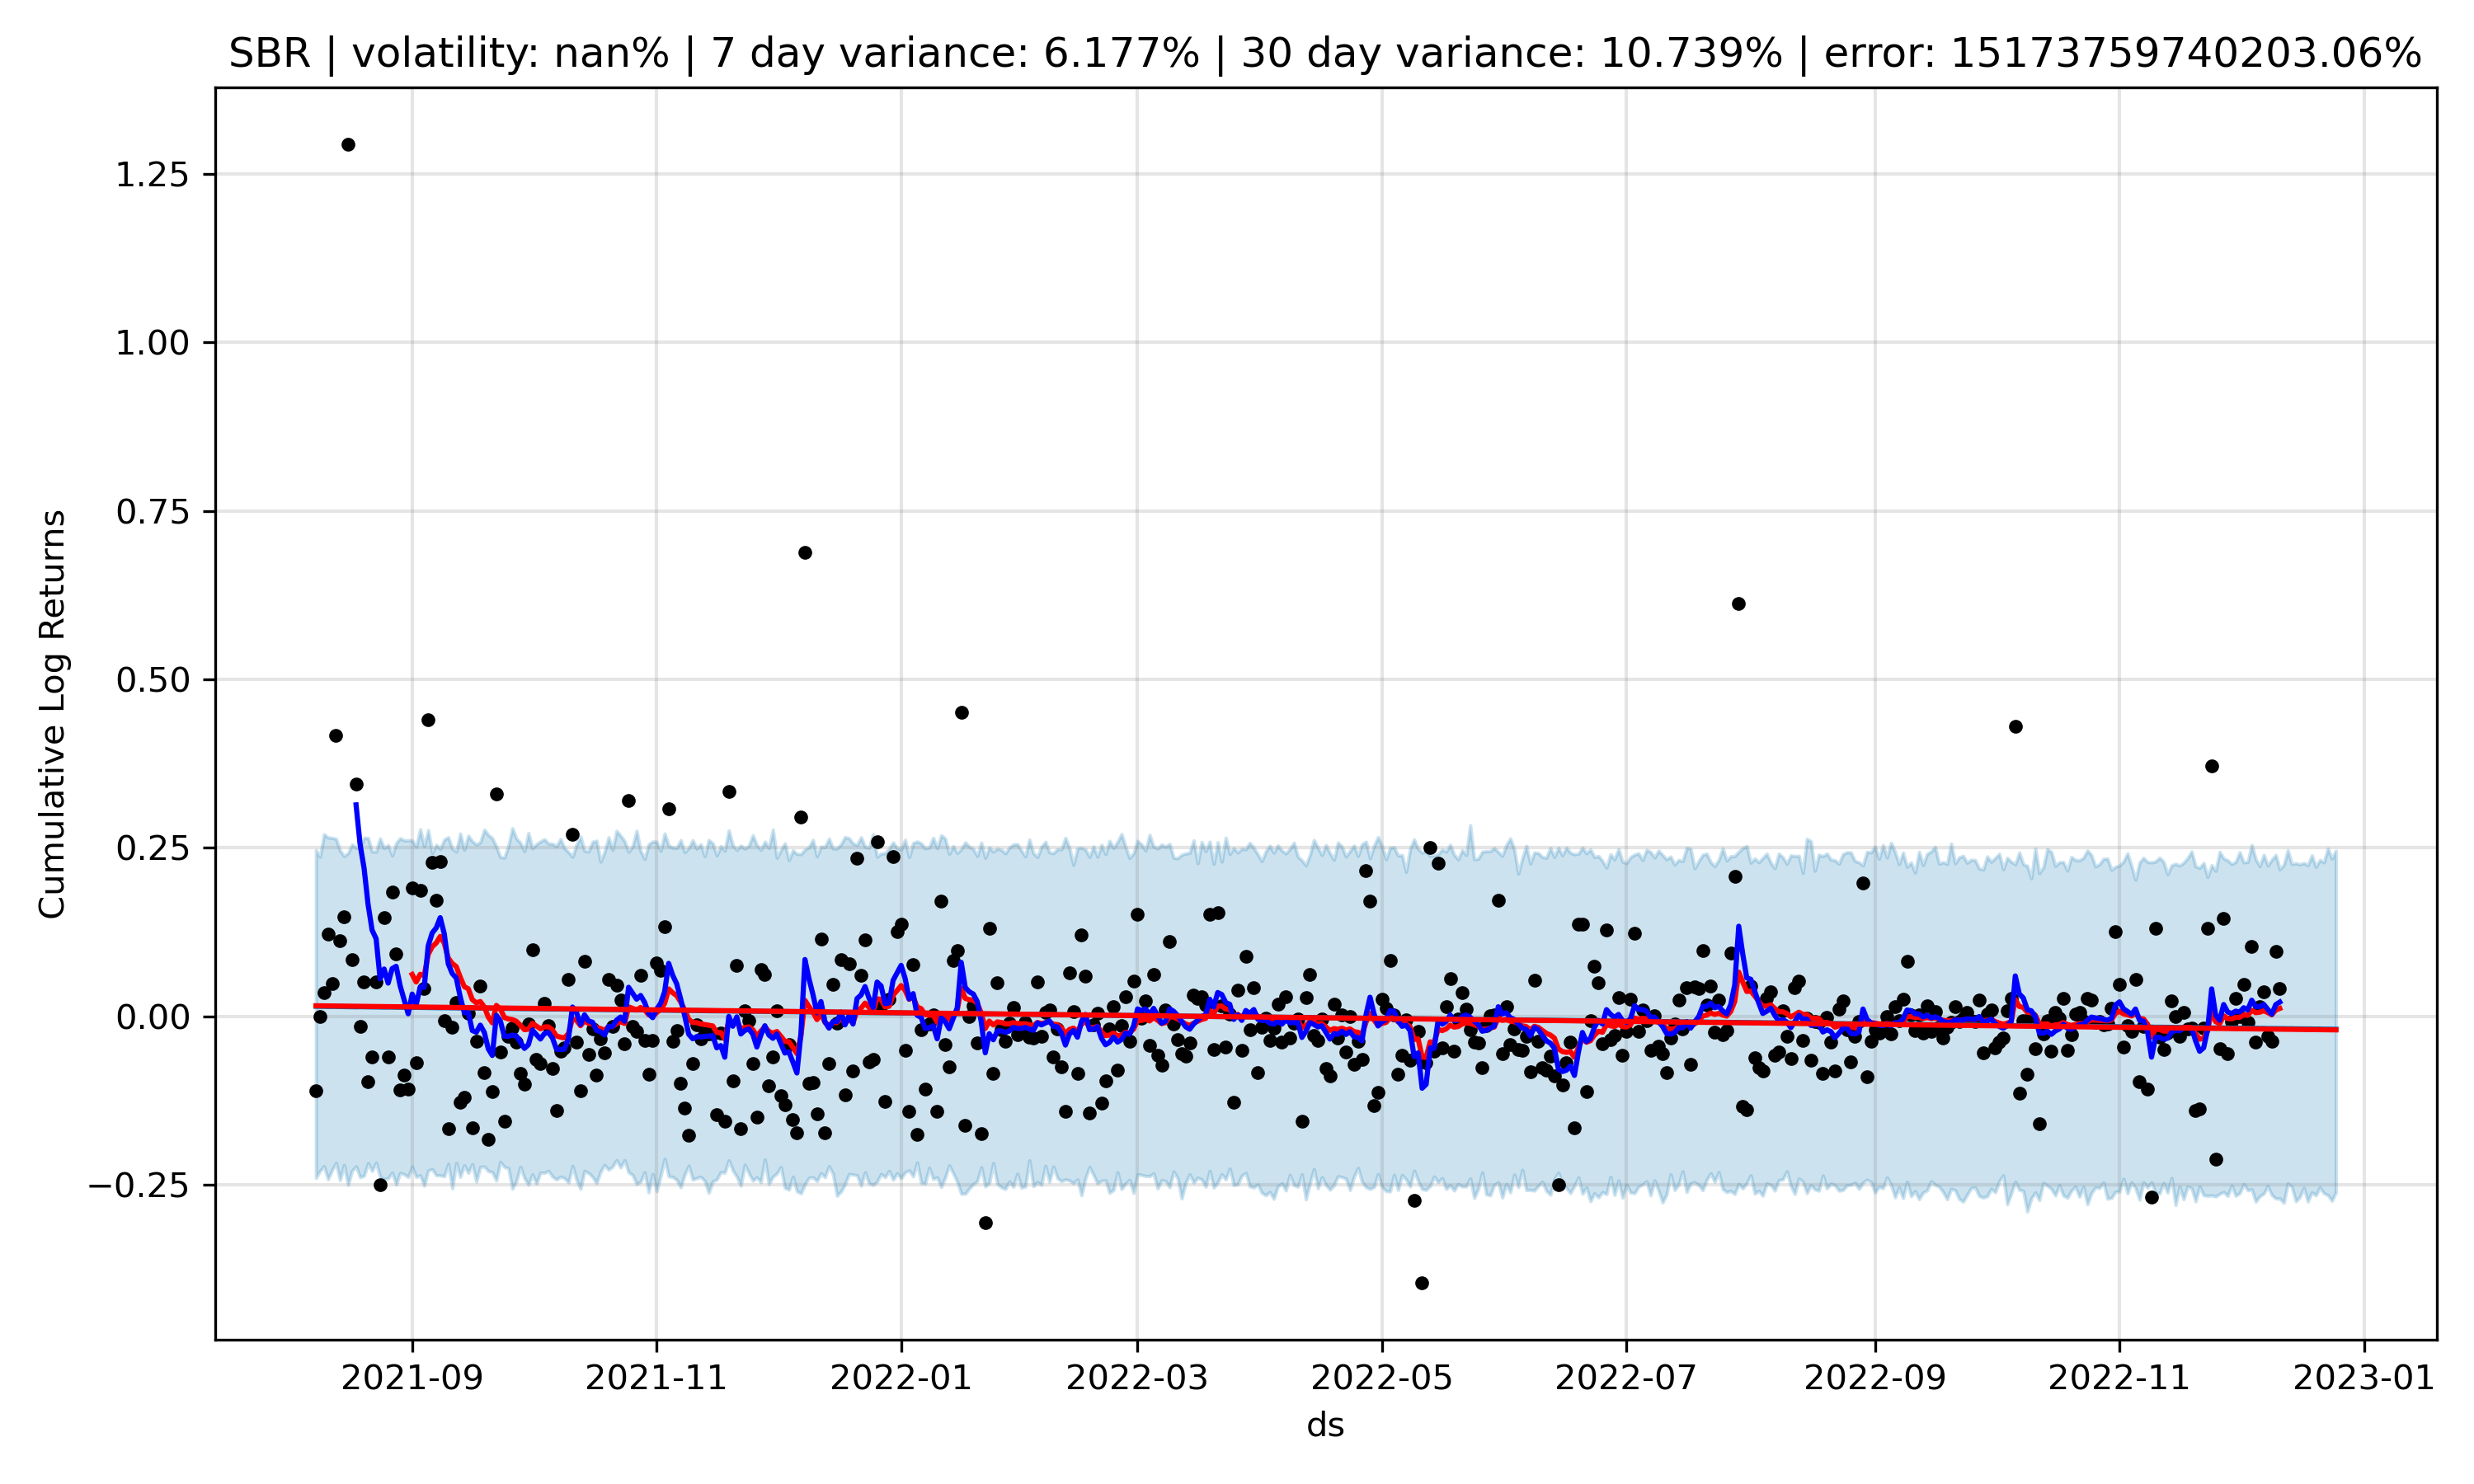 SBR | volatility: nan% | 7 day variance: 6.177% | 30 day variance: 10.739% | error: 15173759740203.06%
1.25
1.00
0.75
0.50
0.25
0.00
−0.25
Cumulative Log Returns
2021-09 2021-11 2022-01 2022-03 2022-05 2022-07 2022-09 2022-11 2023-01
ds